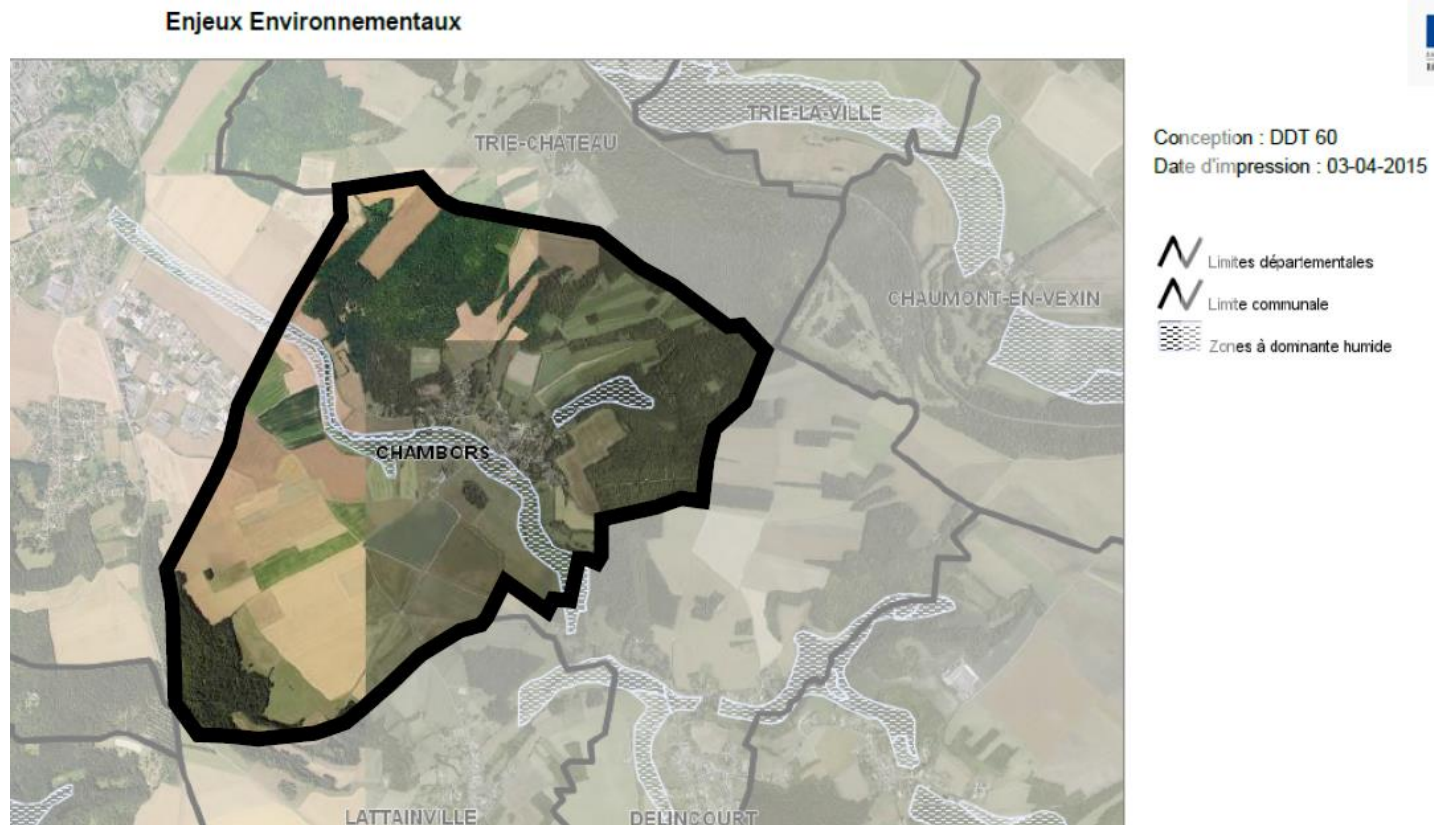 Enjeux Environnementaux
TRIE-LA-VILLE
TRIE-CHATEAU
Conception : DDT 60
Date d'impression : 03-04-2015
Limites départementales
CHAUMONT-EN-VEXIN
Limite communale
Zones à dominante humide
CHAMBORS
LATTAINVILLE
DELINCOURT